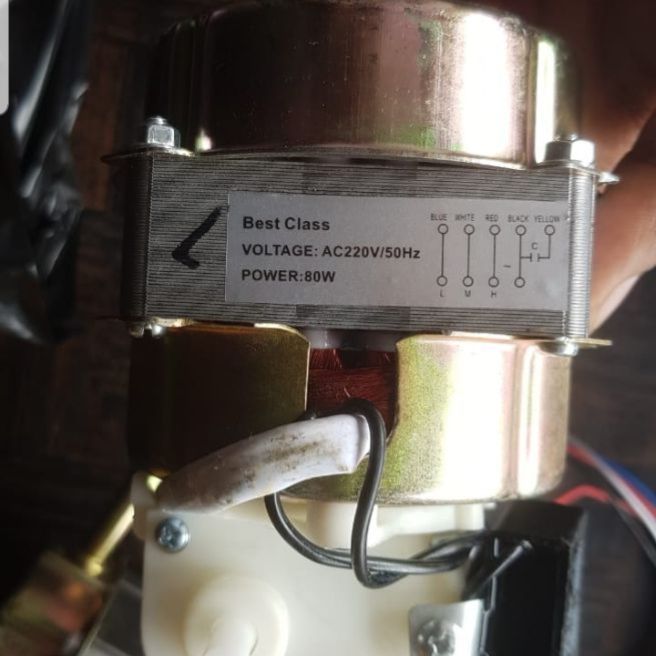 Best Class
VOLTAGE: AC220V/50Hz
POWER:80W
BLUE WHITE RED BLACK YELLOW
C
~
L M H